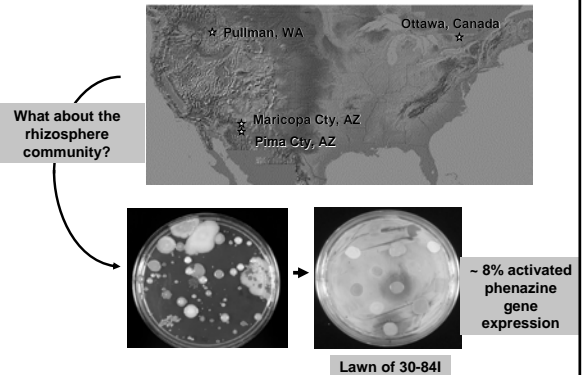 Pullman, WA
Ottawa, Canada
What about the
rhizosphere
community?
Maricopa Cty, AZ
Pima Cty, AZ
~ 8% activated
phenazine
gene
expression
Lawn of 30-84I